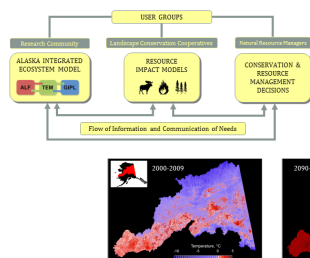 USER GROUPS
Research Community
Landscape Conservation Cooperatives
Natural Resource Managers
ALASKA INTEGRATED
ECOSYSTEM MODEL
ALF TEM GIPL
RESOURCE
IMPACT MODELS
CONSERVATION &
RESOURCE
MANAGEMENT
DECISIONS
Flow of Information and Communication of Needs
2000-2009
2090-
Temperature, °C